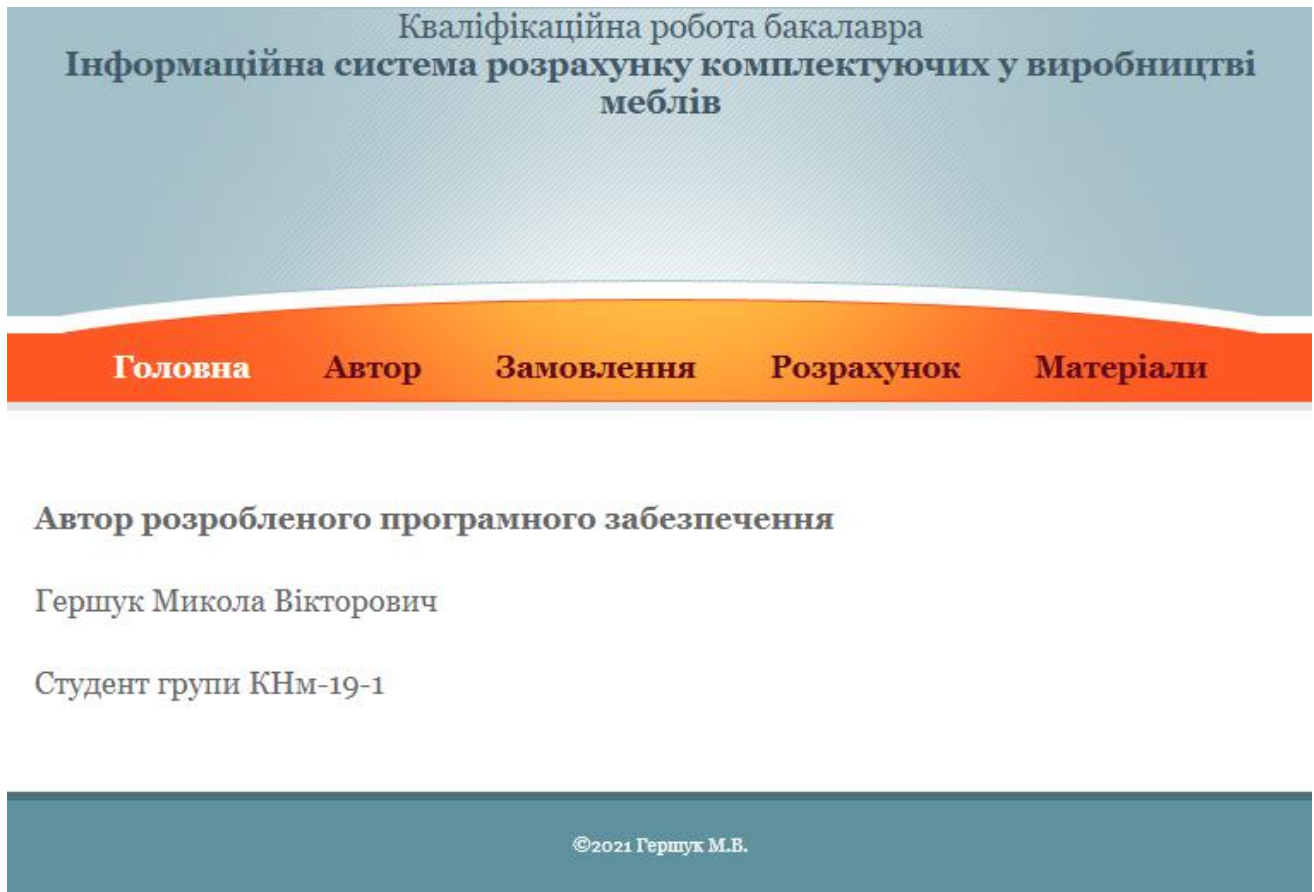 Кваліфікаційна робота бакалавра
Інформаційна система розрахунку комплектуючих у виробництві
меблів
Головна Автор Замовлення Розрахунок Матеріали
Автор розробленого програмного забезпечення
Гершук Микола Вікторович
Студент групи КНм-19-1
©2021 Гершук М.В.